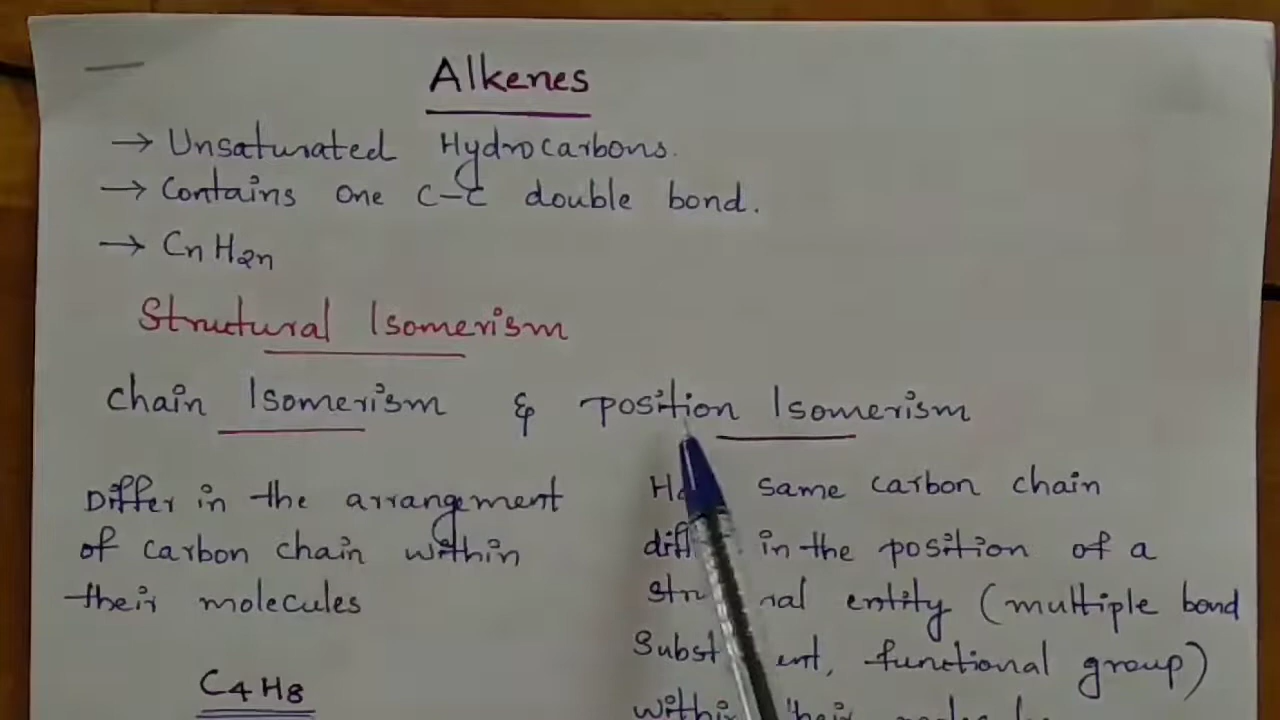 Alkenes
→ Unsaturated Hydrocarbons.
→ Contains one C-C double bond.
→ CnH2n
Structural Isomerism
chain Isomerism & position Isomerism
Differ in the arrangement
of carbon chain within
their molecules
C4H8
same carbon chain
in the position of a
entity (multiple bond
functional group)